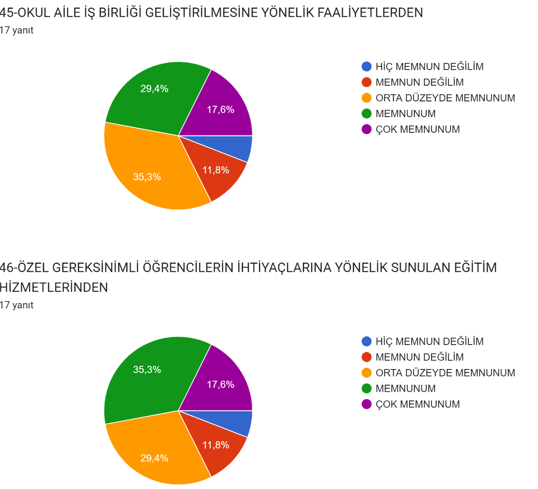 45-OKUL AİLE İŞ BİRLİĞİ GELİŞTİRİLMESİNE YÖNELİK FAALİYETLERDEN
17 yanıt
29,4%
17,6%
11,8%
35,3%
HİÇ MEMNUN DEĞİLİM
MEMNUN DEĞİLİM
ORTA DÜZEYDE MEMNUNUM
MEMNUNUM
ÇOK MEMNUNUM
46-ÖZEL GEREKSİNİMLİ ÖĞRENCİLERİN İHTİYAÇLARINA YÖNELİK SUNULAN EĞİTİM
HİZMETLERİNDEN
17 yanıt
35,3%
17,6%
11,8%
29,4%
HİÇ MEMNUN DEĞİLİM
MEMNUN DEĞİLİM
ORTA DÜZEYDE MEMNUNUM
MEMNUNUM
ÇOK MEMNUNUM